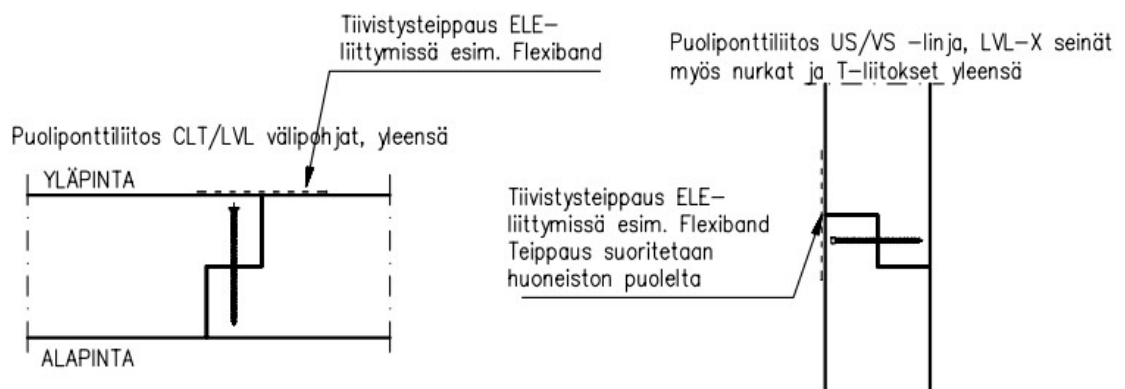 Tiivistysteippaus ELE-
liittymissä esim. Flexiband
Puoliponttiliitos CLT/LVL välipohjat, yleensä
YLÄPINTA
ALAPINTA
Puoliponttiliitos US/VS -linja, LVL-X seinät
myös nurkat ja T-liitokset yleensä
Tiivistysteippaus ELE-
liittymissä esim. Flexiband
Teippaus suoritetaan
huoneiston puolelta